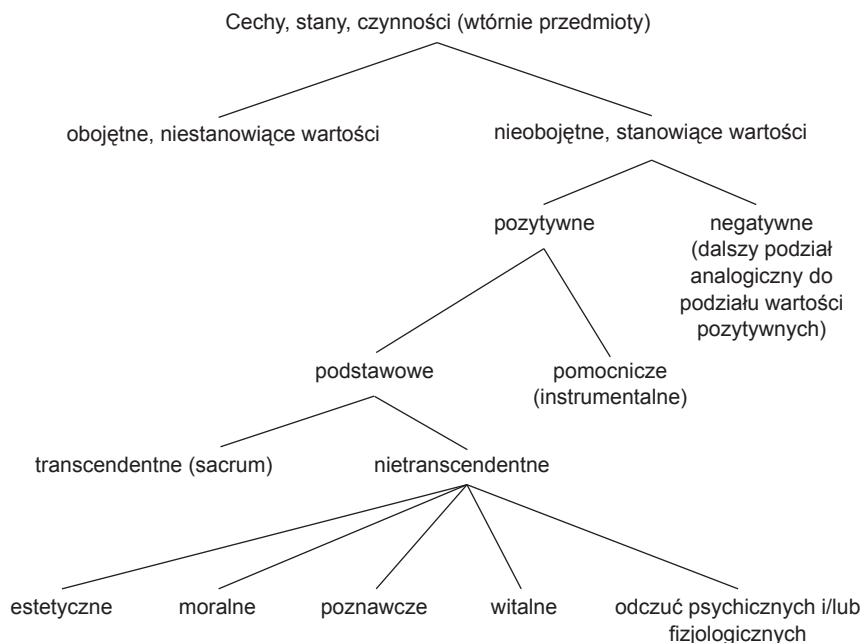 Cechy, stany, czynności (wtórnie przedmioty)
obojętne, niestanowiące wartości
nieobojętne, stanowiące wartości
pozytywne
negatywne
(dalszy podział
analogiczny do
podziału wartości
pozytywnych)
podstawowe
pomocnicze
(instrumentalne)
transcendentne (sacrum)
nietranscendentne
estetyczne
moralne
poznawcze
witalne
odczuć psychicznych i/lub
fizjologicznych